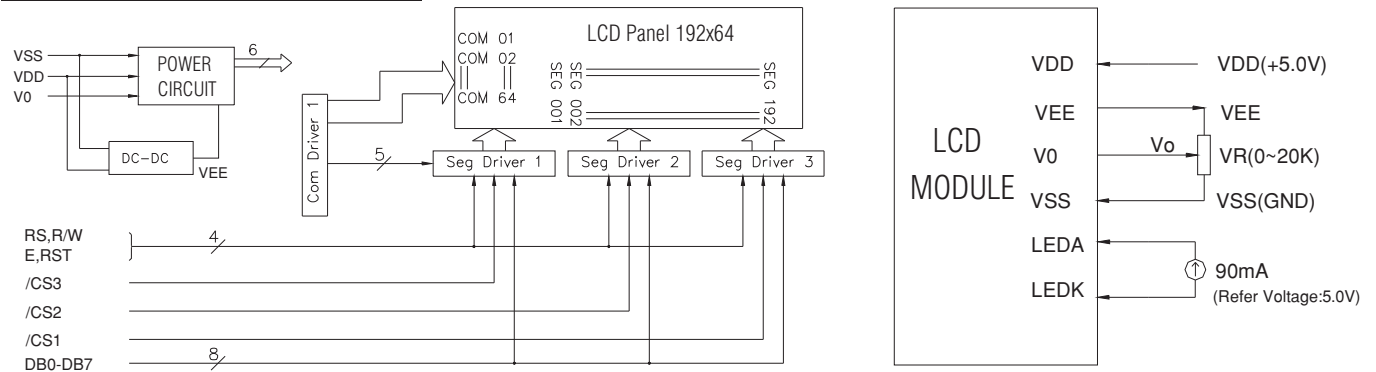 VSS
VDD
V0
POWER
CIRCUIT
6
DC-DC
VEE
Com Driver 1
5
COM 01
COM 02
COM 64
LCD Panel 192x64
SEG 001
SEG 002
SEG 192
Seg Driver 1
Seg Driver 2
Seg Driver 3
RS,R/W
E,RST
4
/CS3
/CS2
/CS1
DB0-DB7
8
LCD
MODULE
VDD
VDD(+5.0V)
VEE
VEE
V0
Vo
VR(0~20K)
VSS
VSS(GND)
LEDA
90mA
(Refer Voltage:5.0V)
LEDK